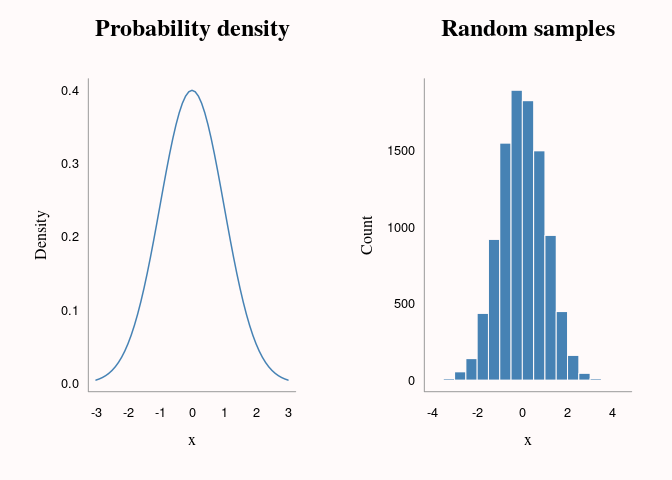 Probability density
0.4
0.3
0.2
0.1
0.0
Density
-3 -2 -1 0 1 2 3
x
Random samples
1500
1000
500
0
Count
-4 -2 0 2 4
x